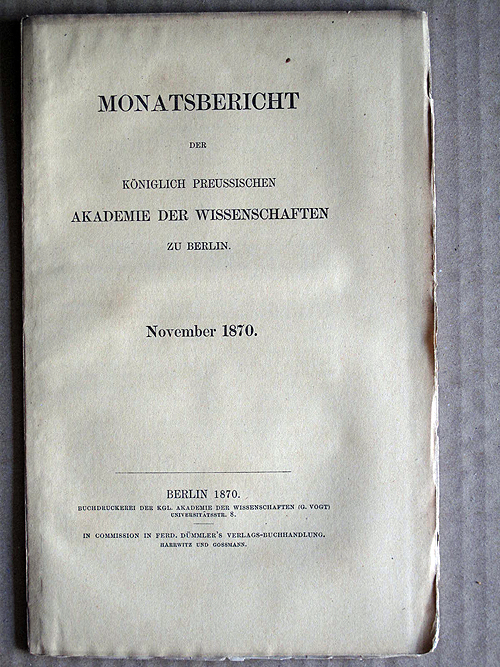 MONATSBERICHT
DER
KÖNIGLICH PREUSSISCHEN
AKADEMIE DER WISSENSCHAFTEN
ZU BERLIN.
November 1870.
BERLIN 1870.
BUCHDRUCKEREI DER KGL. AKADEMIE DER WISSENSCHAFTEN (G. VOGT)
UNIVERSITÄTSSTR. 8.
IN COMMISSION IN FERD. DÜMMLER'S VERLAGS-BUCHHANDLUNG.
HARRWITZ UND GOSSMANN.